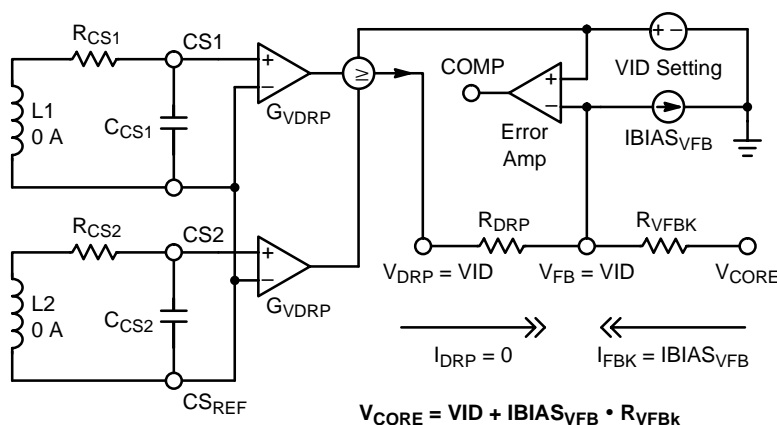 RCS1
CS1
+
−
GVDRP
L1
0 A
CCS1
≥
COMP
+
−
Error
Amp
+ −
VID Setting
IBIASVFB
RCS2
CS2
+
−
GVDRP
L2
0 A
CCS2
CSREF
RDRP
RVFBK
VDRP = VID
VFB = VID
VCORE
IDRP = 0
IFBK = IBIASVFB
VCORE = VID + IBIASVFB • RVFBk